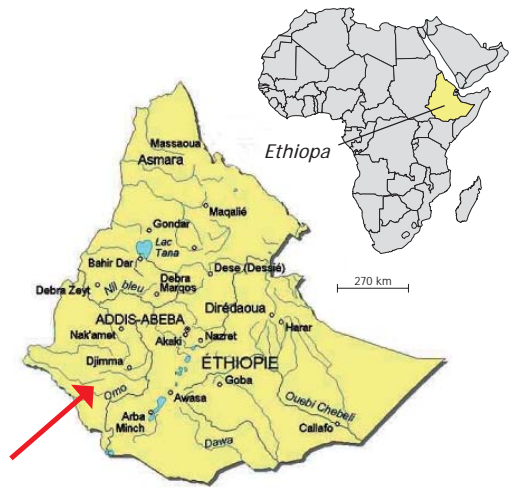 Ethiopa
270 km
Massaoua
Asmara
Maqalié
Gondar
Lac
Tana
Bahir Dar
Dese (Dessié)
Debra Zeyt
Nil bleu
Debra
Marqos
Dirédaoua
ADDIS-ABEBA
Nak'amet
Akaki
Nazret
Harar
Djimma
ÉTHIOPIE
Goba
Omo
Awasa
Ouebi Chebeli
Arba
Minch
Callafo
Dawa